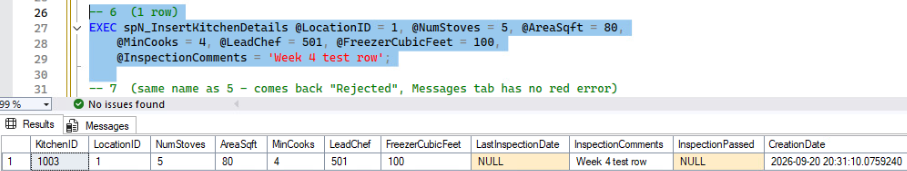 26 -- 6 (1 row)
27 EXEC spN_InsertKitchenDetails @LocationID = 1, @NumStoves = 5, @AreaSqft = 80,
28 @MinCooks = 4, @LeadChef = 501, @FreezerCubicFeet = 100,
29 @InspectionComments = 'Week 4 test row';
30
31 -- 7 (same name as 5 - comes back "Rejected", Messages tab has no red error)
99 % No issues found
Results Messages
KitchenID LocationID NumStoves AreaSqft MinCooks LeadChef FreezerCubicFeet LastInspectionDate InspectionComments InspectionPassed CreationDate
1 1003 1 5 80 4 501 100 NULL Week 4 test row NULL 2026-09-20 20:31:10.0759240